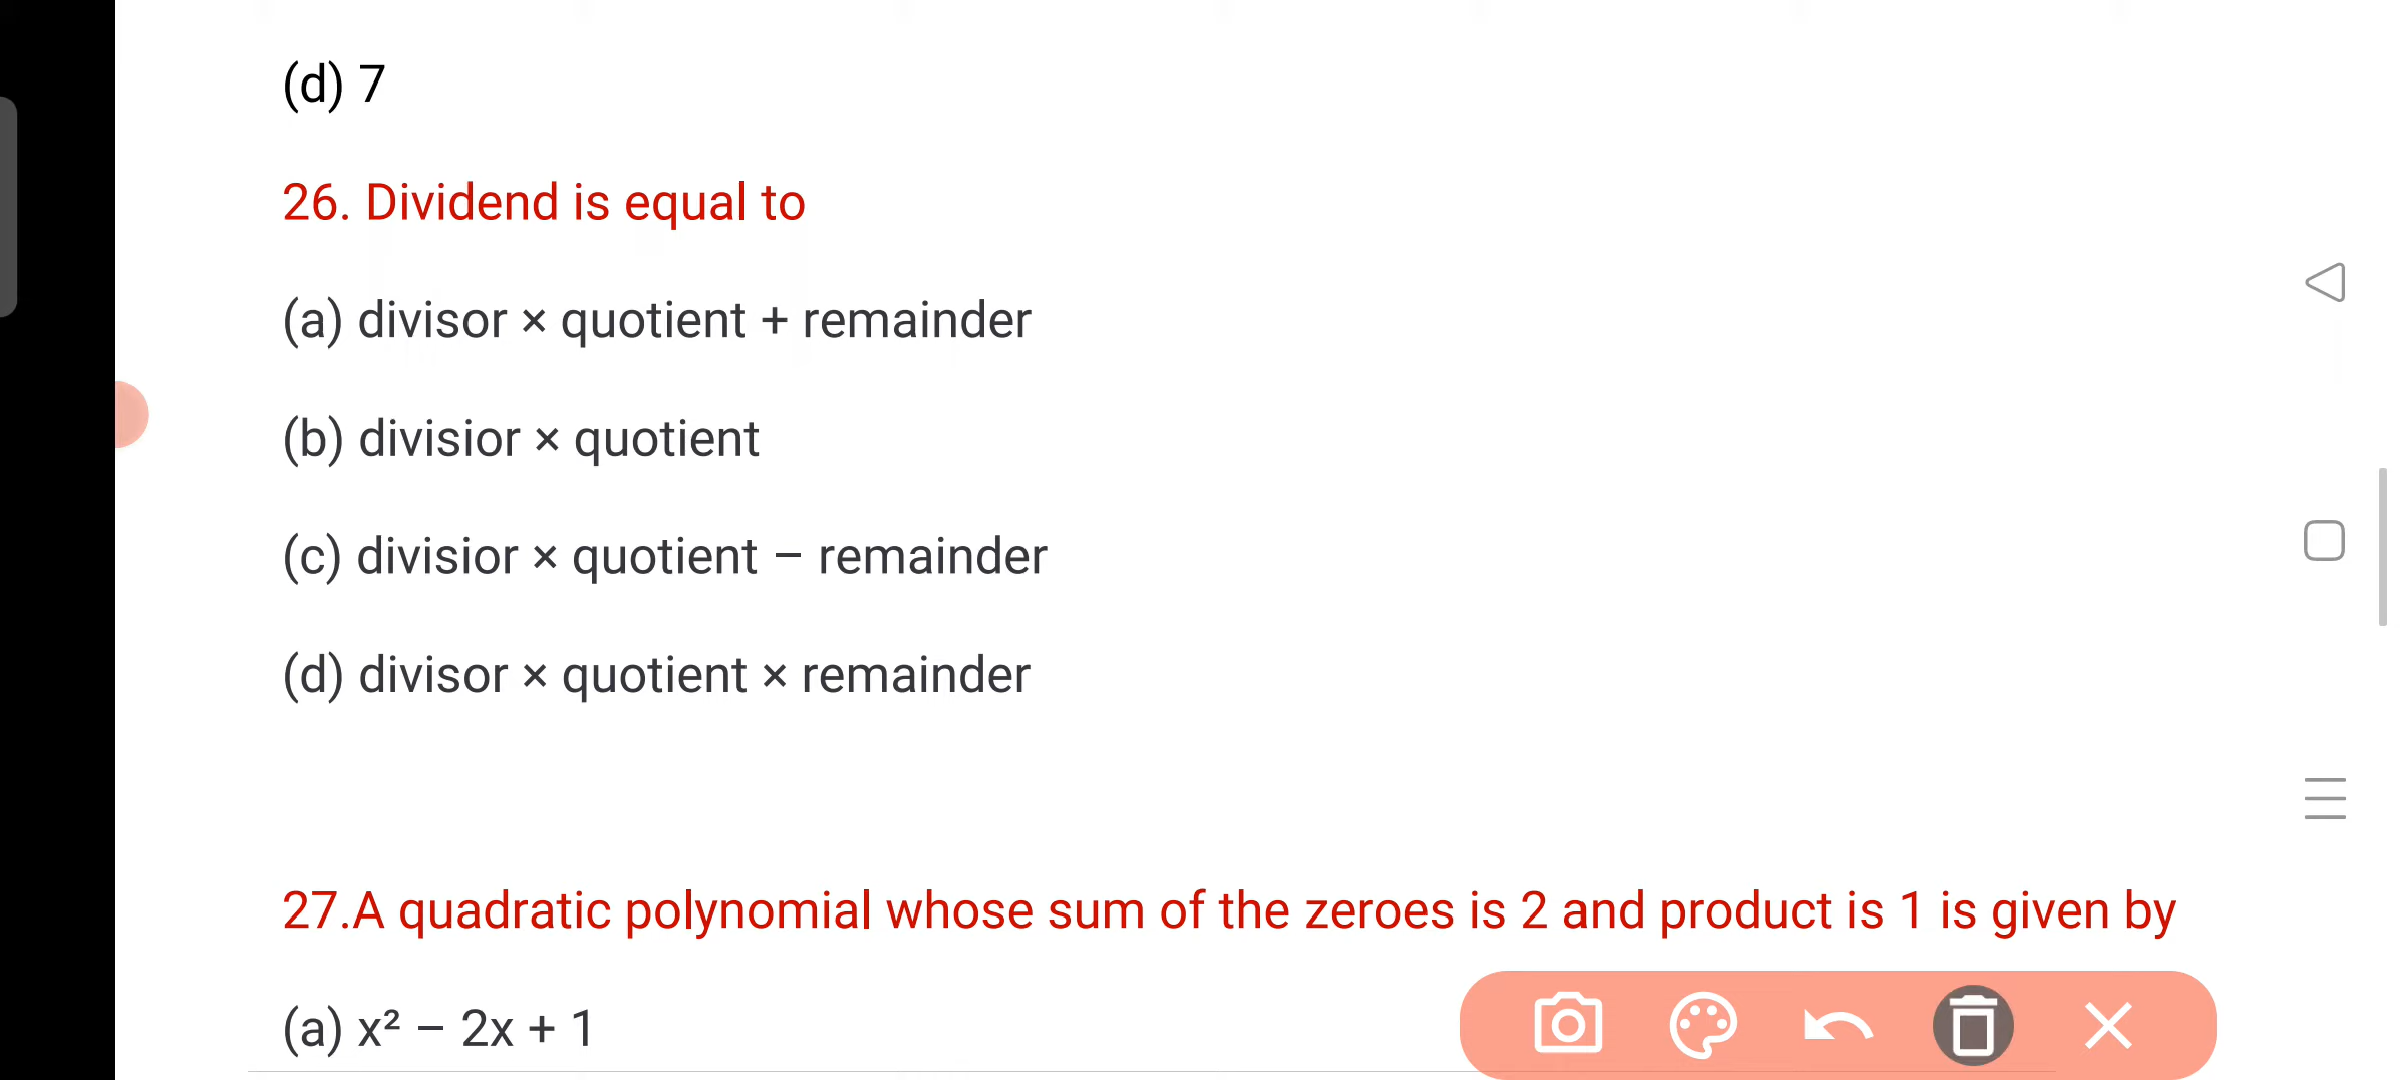 (d) 7
26. Dividend is equal to
(a) divisor × quotient + remainder
(b) divisior × quotient
(c) divisior × quotient – remainder
(d) divisor × quotient × remainder
27.A quadratic polynomial whose sum of the zeroes is 2 and product is 1 is given by
(a) x² – 2x + 1